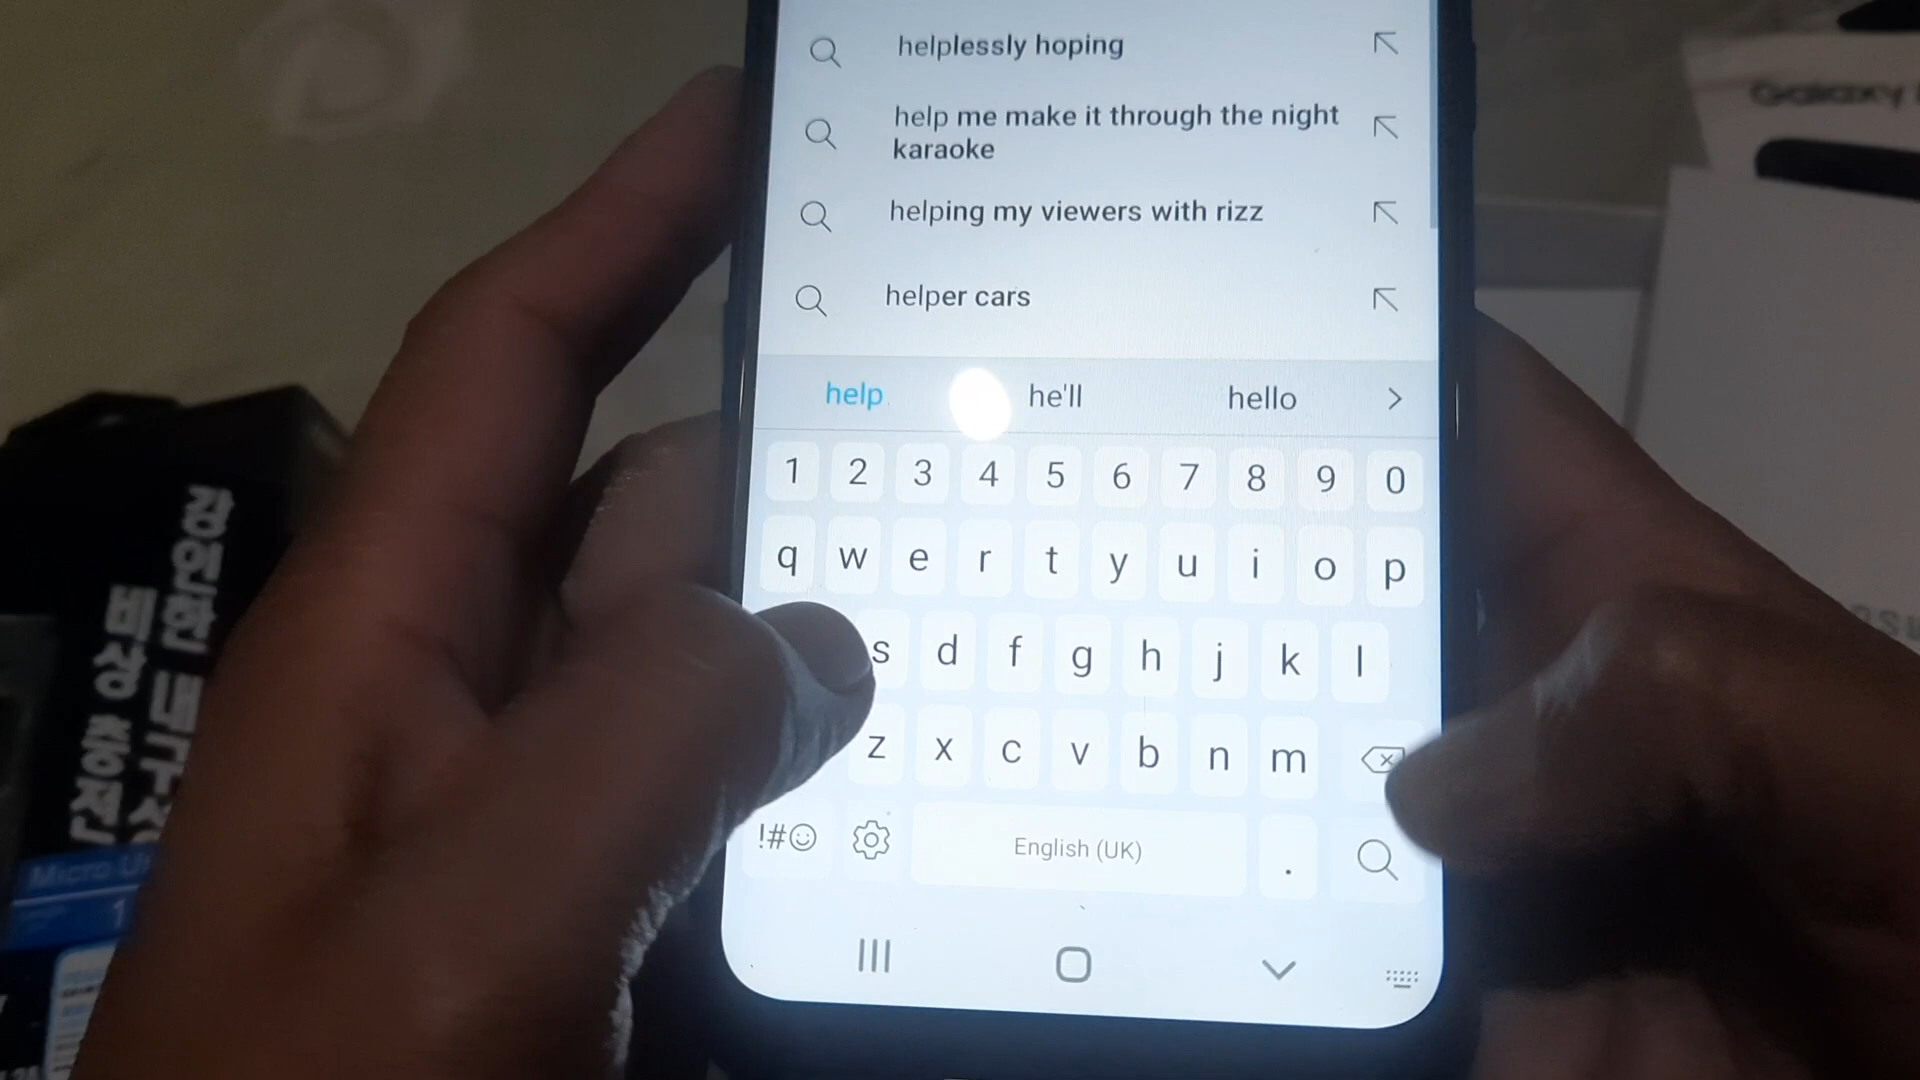 helplessly hoping
help me make it through the night
karaoke
helping my viewers with rizz
helper cars
help he'll hello
1 2 3 4 5 6 7 8 9 0
q w e r t y u i o p
s d f g h j k l
z x c v b n m
!#☺ English (UK) .
Galaxy
강인한 내구성
비상 충전
Micro
1